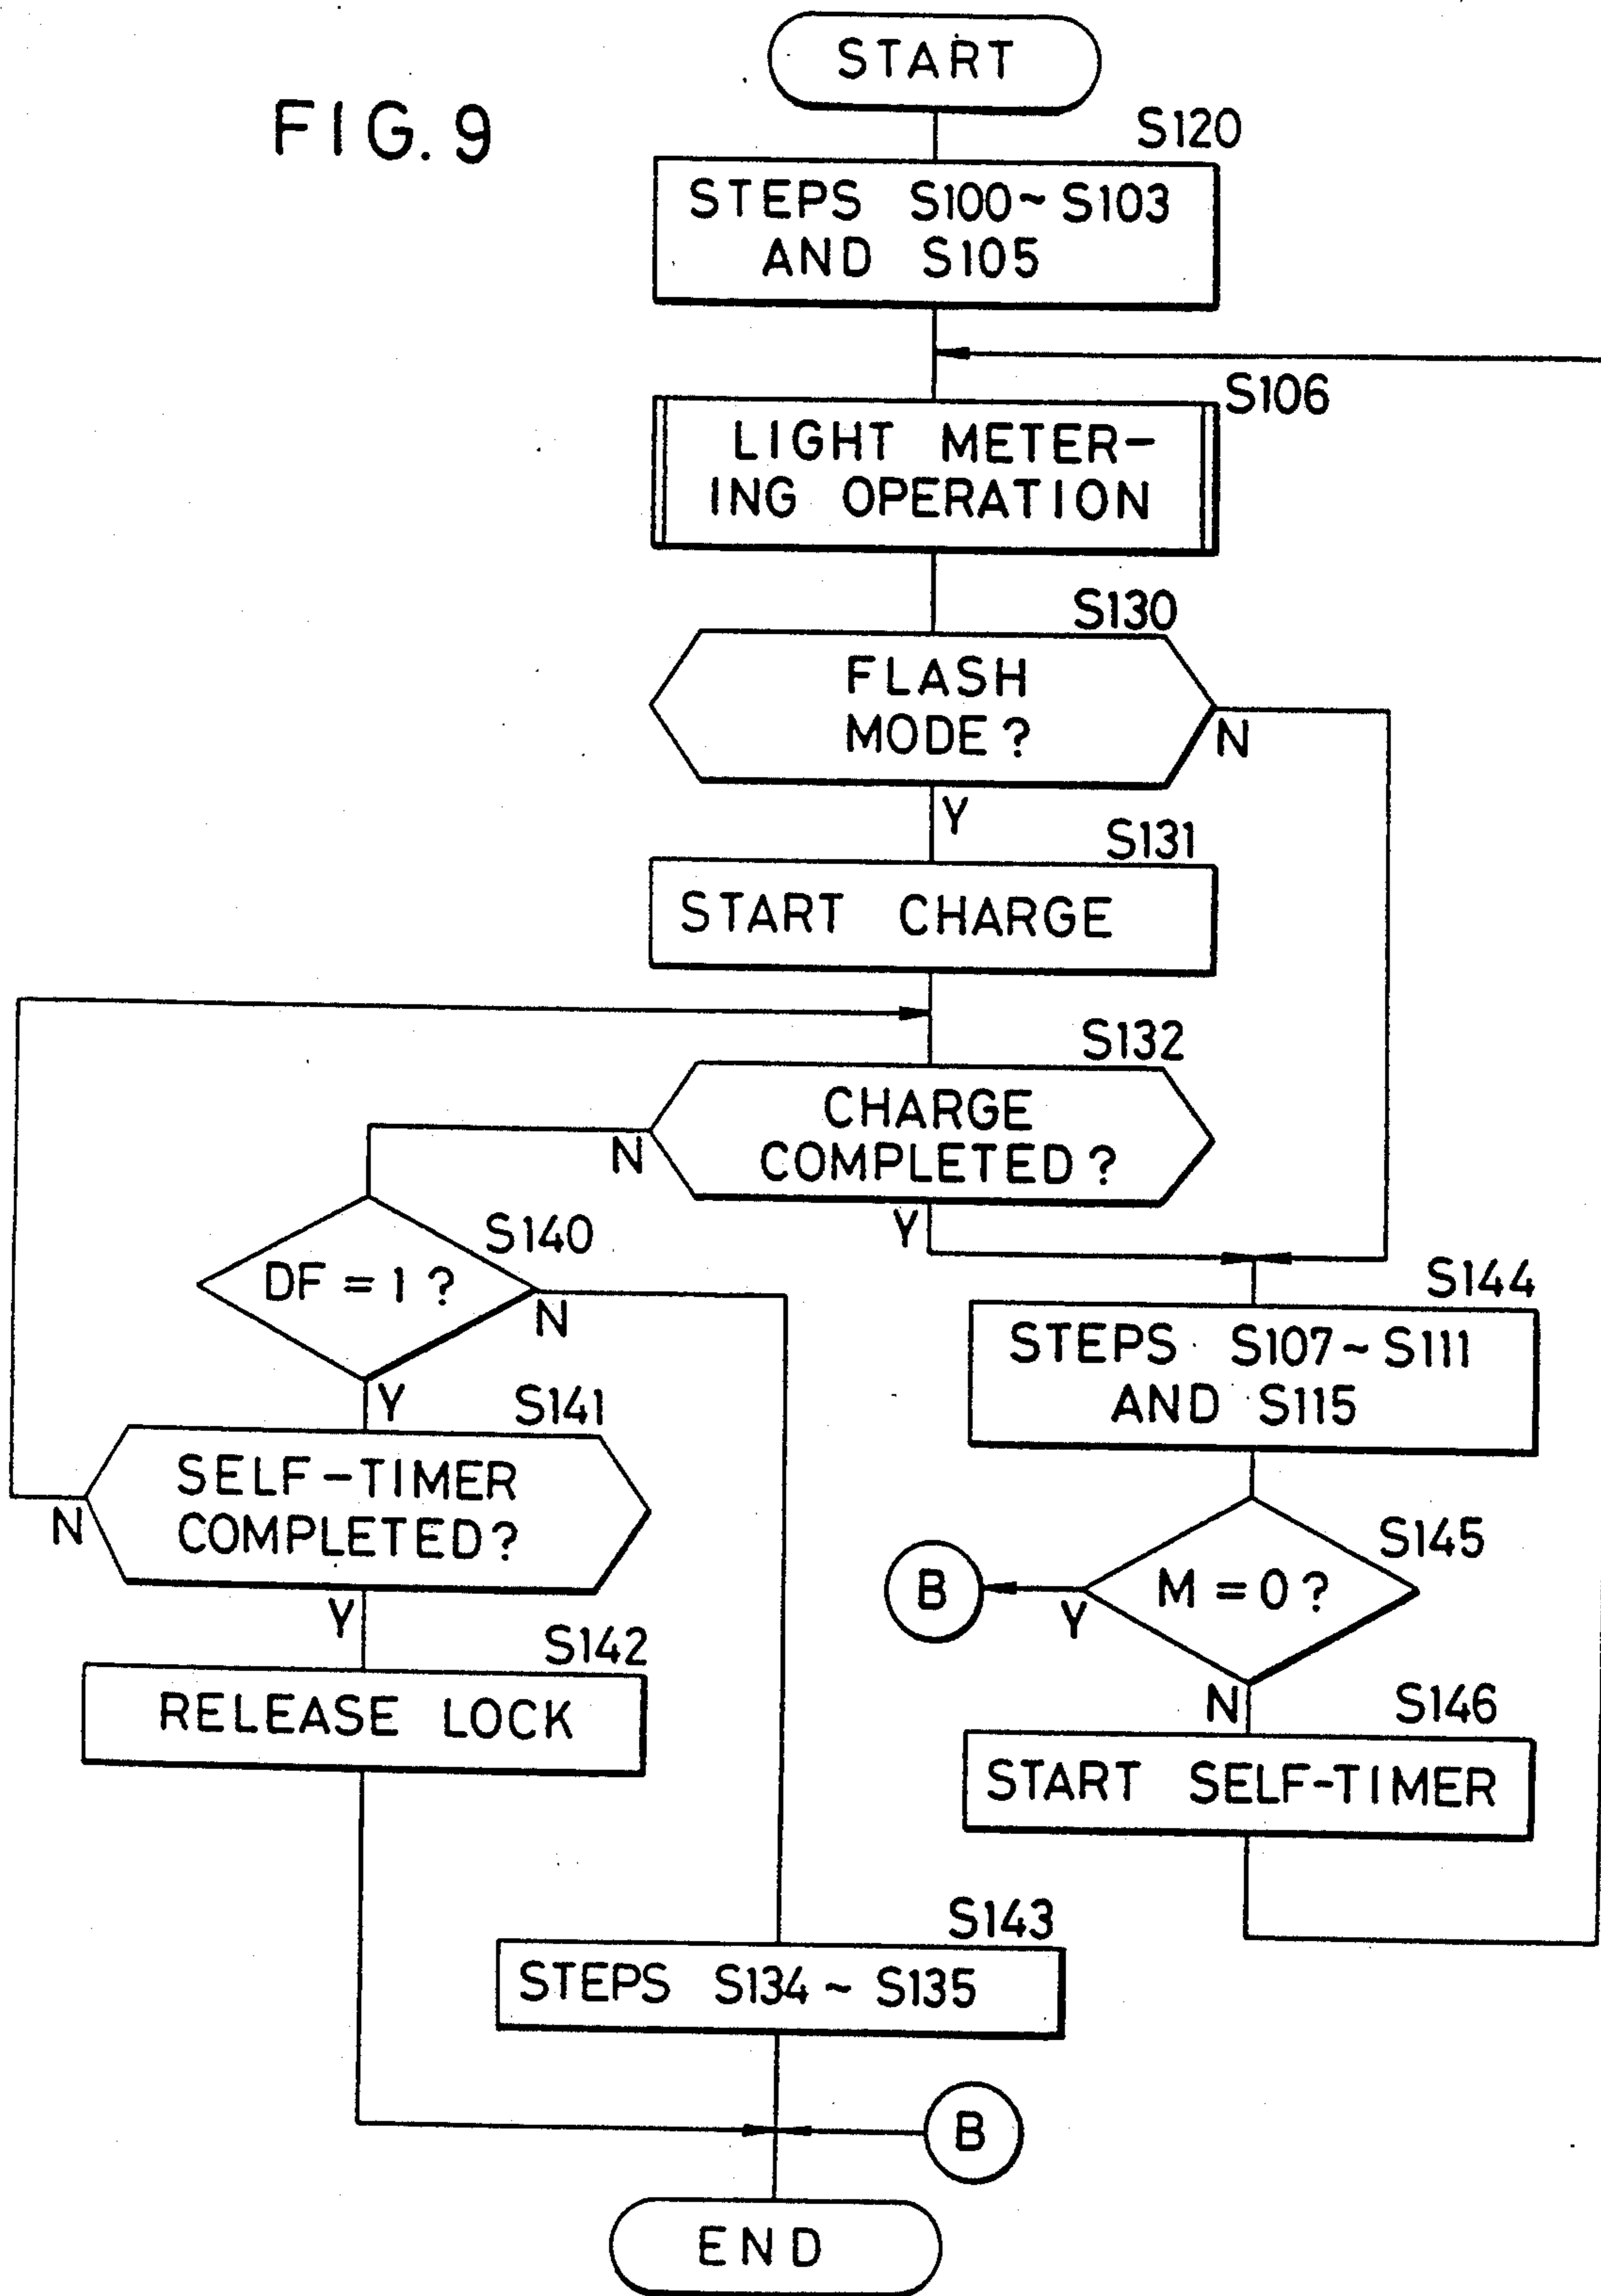 START
FIG. 9
S120
STEPS S100~S103
AND S105
S106
LIGHT METER-
ING OPERATION
S130
FLASH
MODE?
N
Y
S131
START CHARGE
S132
CHARGE
COMPLETED?
N
Y
S140
DF=1?
N
Y
S144
STEPS S107~S111
AND S115
S141
SELF-TIMER
COMPLETED?
N
Y
S145
M=0?
B
Y
N
S142
RELEASE LOCK
S146
START SELF-TIMER
S143
STEPS S134~S135
B
END